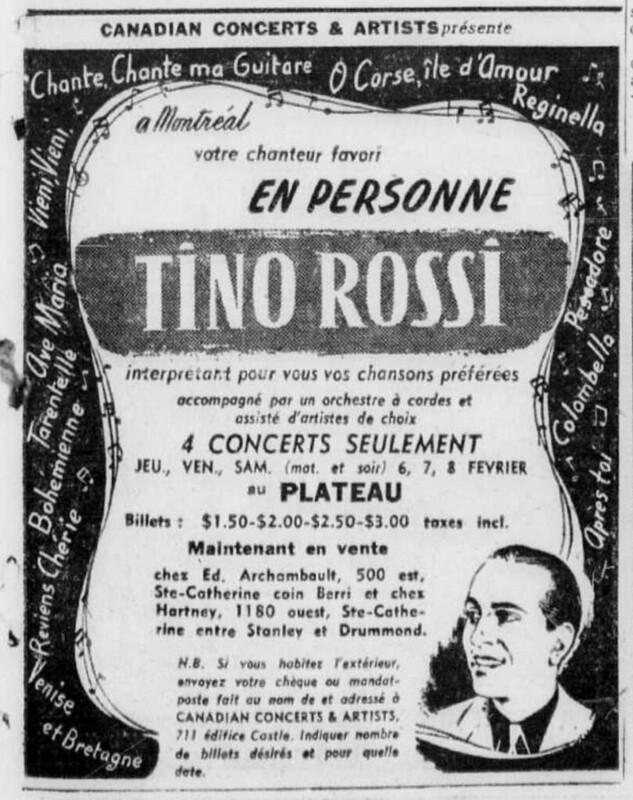 CANADIAN CONCERTS & ARTISTS présente
Chante, Chante ma Guitare
O Corse, île d'Amour
Reginella
Vieni, Vieni
Ave Maria
Tarentelle
Bohémienne
Reviens Chérie
Venise
et Bretagne
Pescadore
Colombella
Apres toi
a Montréal
votre chanteur favori
EN PERSONNE
TINO ROSSI
interpretant pour vous vos chansons préférées
accompagné par un orchestre à cordes et
assisté d'artistes de choix
4 CONCERTS SEULEMENT
JEU., VEN., SAM. (mat. et soir) 6, 7, 8 FEVRIER
au PLATEAU
Billets : $1.50-$2.00-$2.50-$3.00 taxes incl.
Maintenant en vente
chez Ed. Archambault, 500 est,
Ste-Catherine coin Berri et chez
Hartney, 1180 ouest, Ste-Cathe-
rine entre Stanley et Drummond.
N.B. Si vous habitez l'extérieur,
envoyez votre chèque ou mandat-
poste fait au nom de et adressé à
CANADIAN CONCERTS & ARTISTS,
711 édifice Castle. Indiquer nombre
de billets désirés et pour quelle
date.